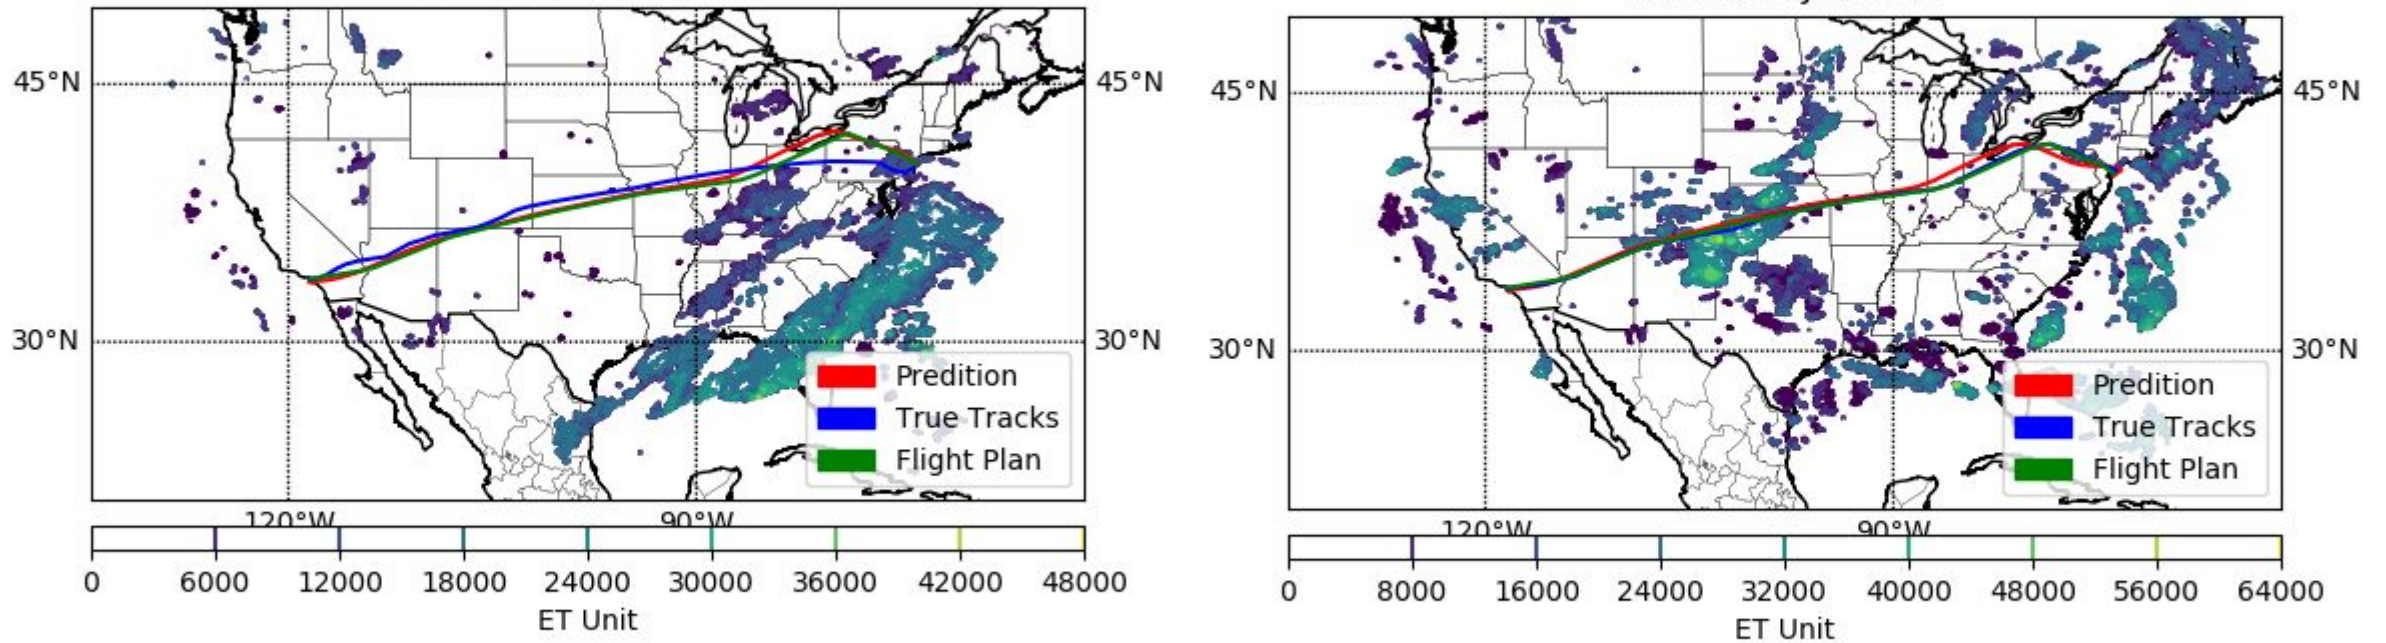 45°N
45°N
30°N
30°N
120°W
90°W
Predition
True Tracks
Flight Plan
0 6000 12000 18000 24000 30000 36000 42000 48000
ET Unit
45°N
45°N
30°N
30°N
120°W
90°W
Predition
True Tracks
Flight Plan
0 8000 16000 24000 32000 40000 48000 56000 64000
ET Unit